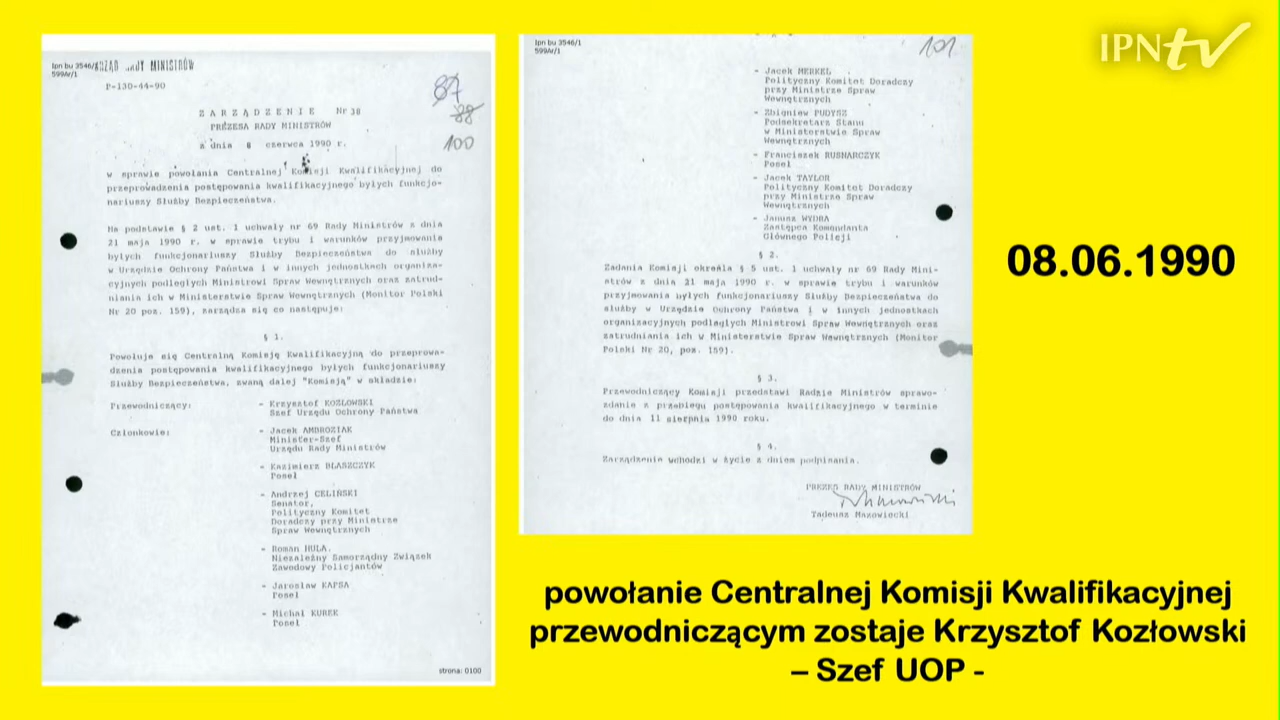 Ipn bu 3546/1
599Ar/1
URZĄD RADY MINISTRÓW
P-130-44-90
87
88
100
ZARZĄDZENIE Nr 38
PREZESA RADY MINISTRÓW
z dnia 8 czerwca 1990 r.
w sprawie powołania Centralnej Komisji Kwalifikacyjnej do
przeprowadzenia postępowania kwalifikacyjnego byłych funkcjo-
nariuszy Służby Bezpieczeństwa.
Na podstawie § 2 ust. 1 uchwały nr 69 Rady Ministrów z dnia
21 maja 1990 r. w sprawie trybu i warunków przyjmowania
byłych funkcjonariuszy Służby Bezpieczeństwa do służby
w Urzędzie Ochrony Państwa i w innych jednostkach organiza-
cyjnych podległych Ministrowi Spraw Wewnętrznych oraz zatrud-
niania ich w Ministerstwie Spraw Wewnętrznych (Monitor Polski
Nr 20 poz. 159), zarządza się co następuje:
§ 1.
Powołuje się Centralną Komisję Kwalifikacyjną do przeprowa-
dzenia postępowania kwalifikacyjnego byłych funkcjonariuszy
Służby Bezpieczeństwa, zwaną dalej "Komisją" w składzie:
Przewodniczący: - Krzysztof KOZŁOWSKI
Szef Urzędu Ochrony Państwa
Członkowie: - Jacek AMBROZIAK
Minister-Szef
Urzędu Rady Ministrów
- Kazimierz BŁASZCZYK
Poseł
- Andrzej CELIŃSKI
Senator,
Polityczny Komitet
Doradczy przy Ministrze
Spraw Wewnętrznych
- Roman HULA.
Niezależny Samorządny Związek
Zawodowy Policjantów
- Jarosław KAPSA
Poseł
- Michał KUREK
Poseł
strona: 0100
Ipn bu 3546/1
599Ar/1
101
- Jacek MERKEL
Polityczny Komitet Doradczy
przy Ministrze Spraw
Wewnętrznych
- Zbigniew PUDYSZ
Podsekretarz Stanu
w Ministerstwie Spraw
Wewnętrznych
- Franciszek RUSNARCZYK
Poseł
- Jacek TAYLOR
Polityczny Komitet Doradczy
przy Ministrze Spraw
Wewnętrznych
- Janusz WYDRA
Zastępca Komendanta
Głównego Policji
§ 2.
Zadania Komisji określa § 5 ust. 1 uchwały nr 69 Rady Mini-
strów z dnia 21 maja 1990 r. w sprawie trybu i warunków
przyjmowania byłych funkcjonariuszy Służby Bezpieczeństwa do
służby w Urzędzie Ochrony Państwa i w innych jednostkach
organizacyjnych podległych Ministrowi Spraw Wewnętrznych oraz
zatrudniania ich w Ministerstwie Spraw Wewnętrznych (Monitor
Polski Nr 20, poz. 159).
§ 3.
Przewodniczący Komisji przedstawi Radzie Ministrów sprawo-
zdanie z przebiegu postępowania kwalifikacyjnego w terminie
do dnia 11 sierpnia 1990 roku.
§ 4.
Zarządzenie wchodzi w życie z dniem podpisania.
PREZES RADY MINISTRÓW
Tadeusz Mazowiecki
IPNtv
08.06.1990
powołanie Centralnej Komisji Kwalifikacyjnej
przewodniczącym zostaje Krzysztof Kozłowski
– Szef UOP -